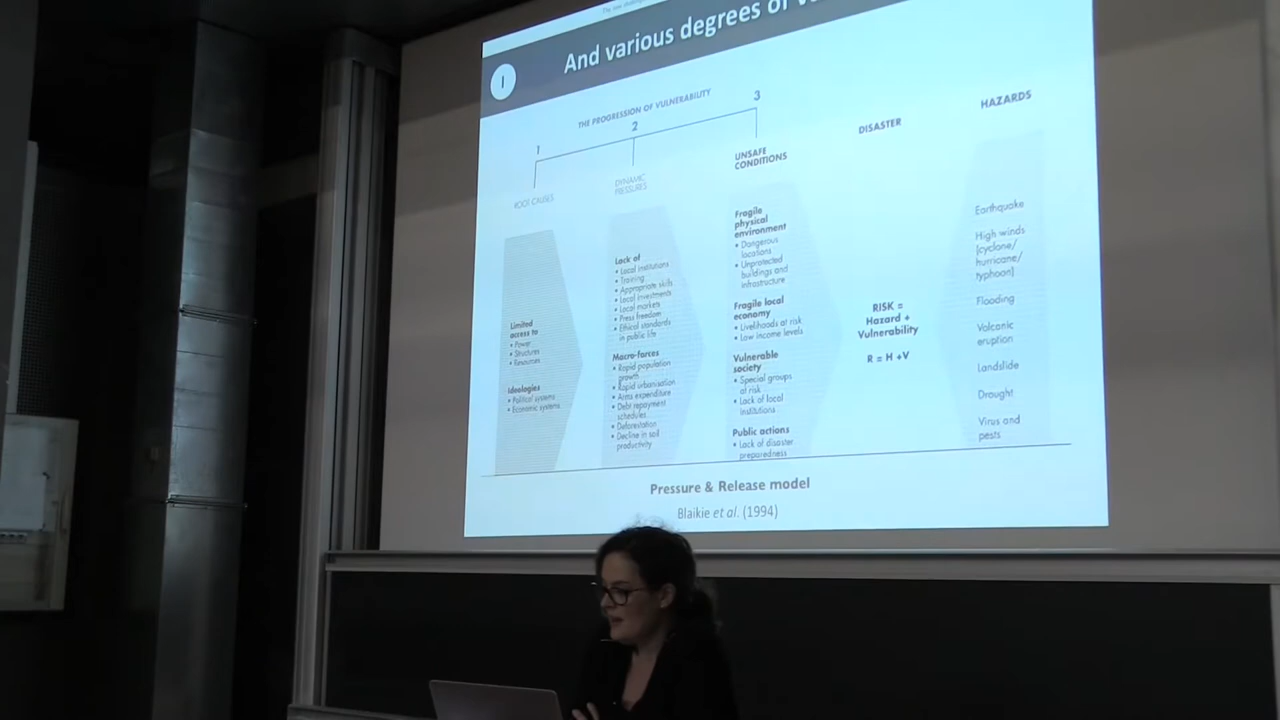 I
And various degrees of
THE PROGRESSION OF VULNERABILITY
1
2
3
ROOT CAUSES
Limited
access to
• Power
• Structures
• Resources
Ideologies
• Political systems
• Economic systems
DYNAMIC
PRESSURES
Lack of
• Local institutions
• Training
• Appropriate skills
• Local investments
• Local markets
• Press freedom
• Ethical standards
in public life
Macro-forces
• Rapid population
growth
• Rapid urbanisation
• Arms expenditure
• Debt repayment
schedules
• Deforestation
• Decline in soil
productivity
UNSAFE
CONDITIONS
Fragile
physical
environment
• Dangerous
locations
• Unprotected
buildings and
infrastructure
Fragile local
economy
• Livelihoods at risk
• Low income levels
Vulnerable
society
• Special groups
at risk
• Lack of local
institutions
Public actions
• Lack of disaster
preparedness
DISASTER
RISK =
Hazard +
Vulnerability
R = H +V
HAZARDS
Earthquake
High winds
(cyclone/
hurricane/
typhoon)
Flooding
Volcanic
eruption
Landslide
Drought
Virus and
pests
Pressure & Release model
Blaikie et al. (1994)